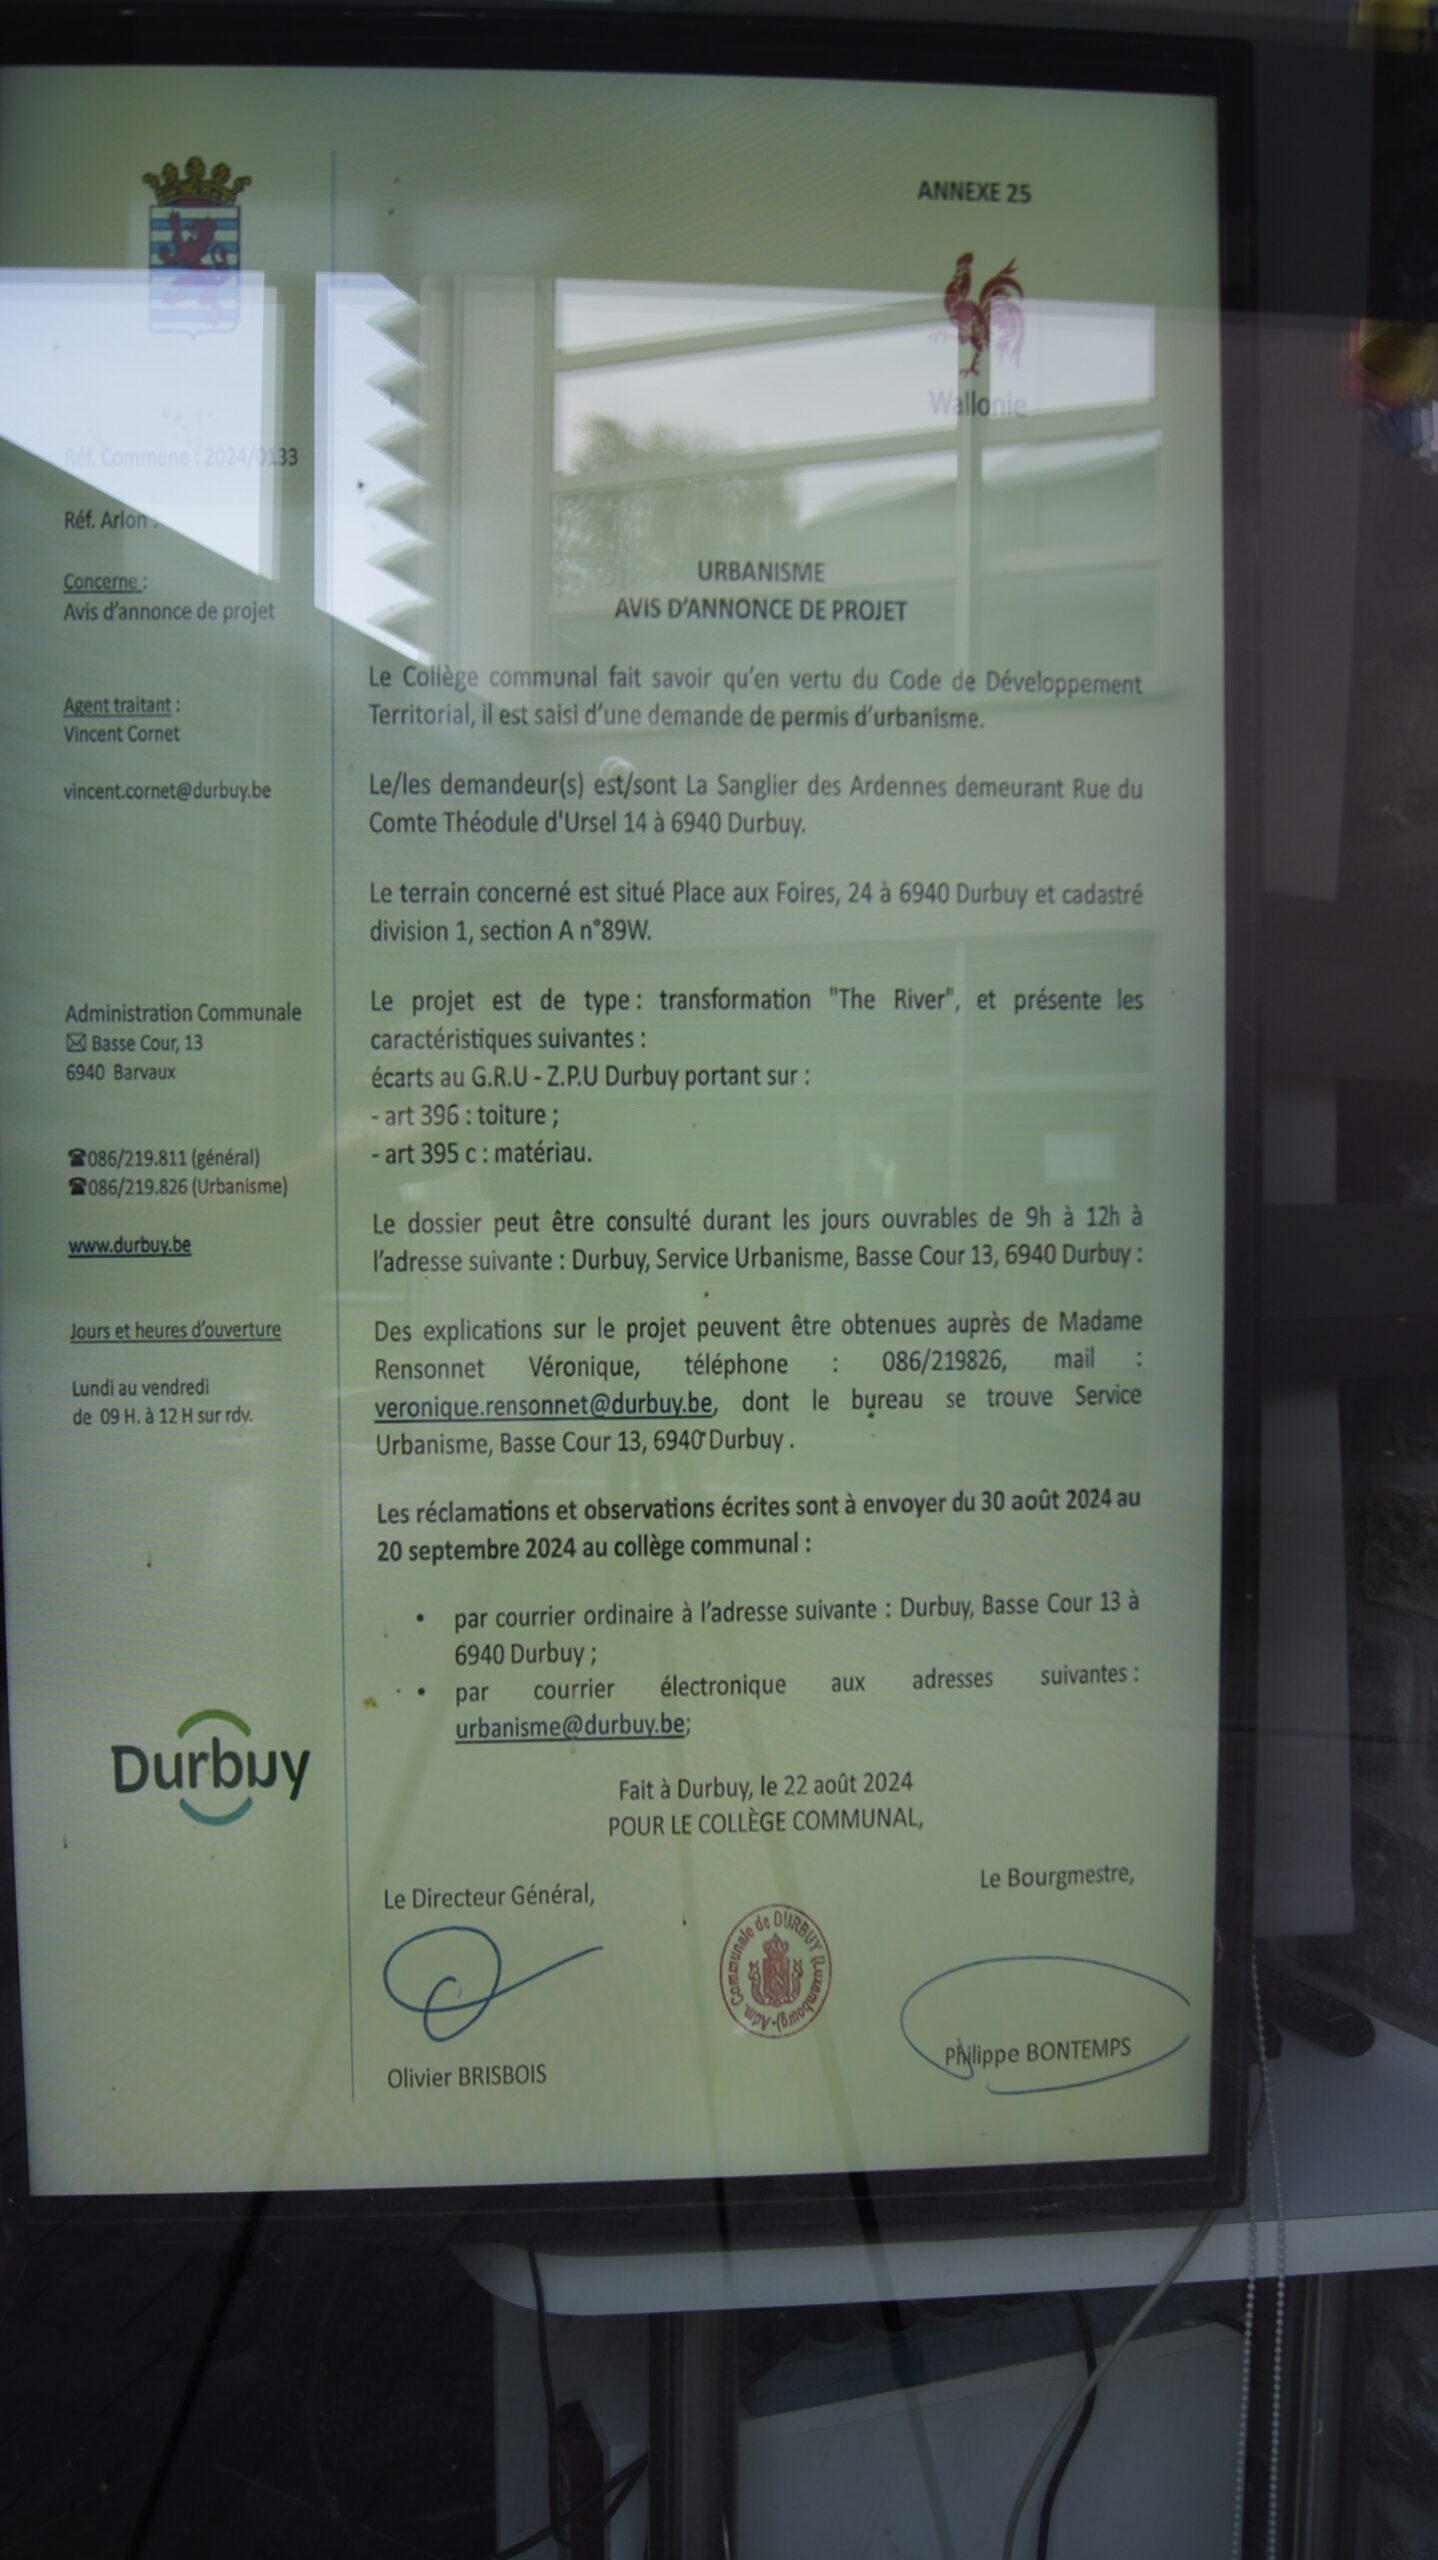 ANNEXE 25
Wallonie
Réf. Commune : 2024/0133
Réf. Arlon :
Concerne :
Avis d'annonce de projet
Agent traitant :
Vincent Cornet
vincent.cornet@durbuy.be
Administration Communale
✉ Basse Cour, 13
6940 Barvaux
☎086/219.811 (général)
☎086/219.826 (Urbanisme)
www.durbuy.be
Jours et heures d'ouverture
Lundi au vendredi
de 09 H. à 12 H sur rdv.
Durbuy
URBANISME
AVIS D'ANNONCE DE PROJET
Le Collège communal fait savoir qu'en vertu du Code de Développement
Territorial, il est saisi d'une demande de permis d'urbanisme.
Le/les demandeur(s) est/sont La Sanglier des Ardennes demeurant Rue du
Comte Théodule d'Ursel 14 à 6940 Durbuy.
Le terrain concerné est situé Place aux Foires, 24 à 6940 Durbuy et cadastré
division 1, section A n°89W.
Le projet est de type : transformation "The River", et présente les
caractéristiques suivantes :
écarts au G.R.U - Z.P.U Durbuy portant sur :
- art 396 : toiture ;
- art 395 c : matériau.
Le dossier peut être consulté durant les jours ouvrables de 9h à 12h à
l'adresse suivante : Durbuy, Service Urbanisme, Basse Cour 13, 6940 Durbuy :
Des explications sur le projet peuvent être obtenues auprès de Madame
Rensonnet Véronique, téléphone : 086/219826, mail :
veronique.rensonnet@durbuy.be, dont le bureau se trouve Service
Urbanisme, Basse Cour 13, 6940 Durbuy .
Les réclamations et observations écrites sont à envoyer du 30 août 2024 au
20 septembre 2024 au collège communal :
• par courrier ordinaire à l'adresse suivante : Durbuy, Basse Cour 13 à
6940 Durbuy ;
• par courrier électronique aux adresses suivantes :
urbanisme@durbuy.be;
Fait à Durbuy, le 22 août 2024
POUR LE COLLÈGE COMMUNAL,
Le Directeur Général,
Le Bourgmestre,
Adm. Communale de DURBUY (Luxembourg)
Olivier BRISBOIS
Philippe BONTEMPS